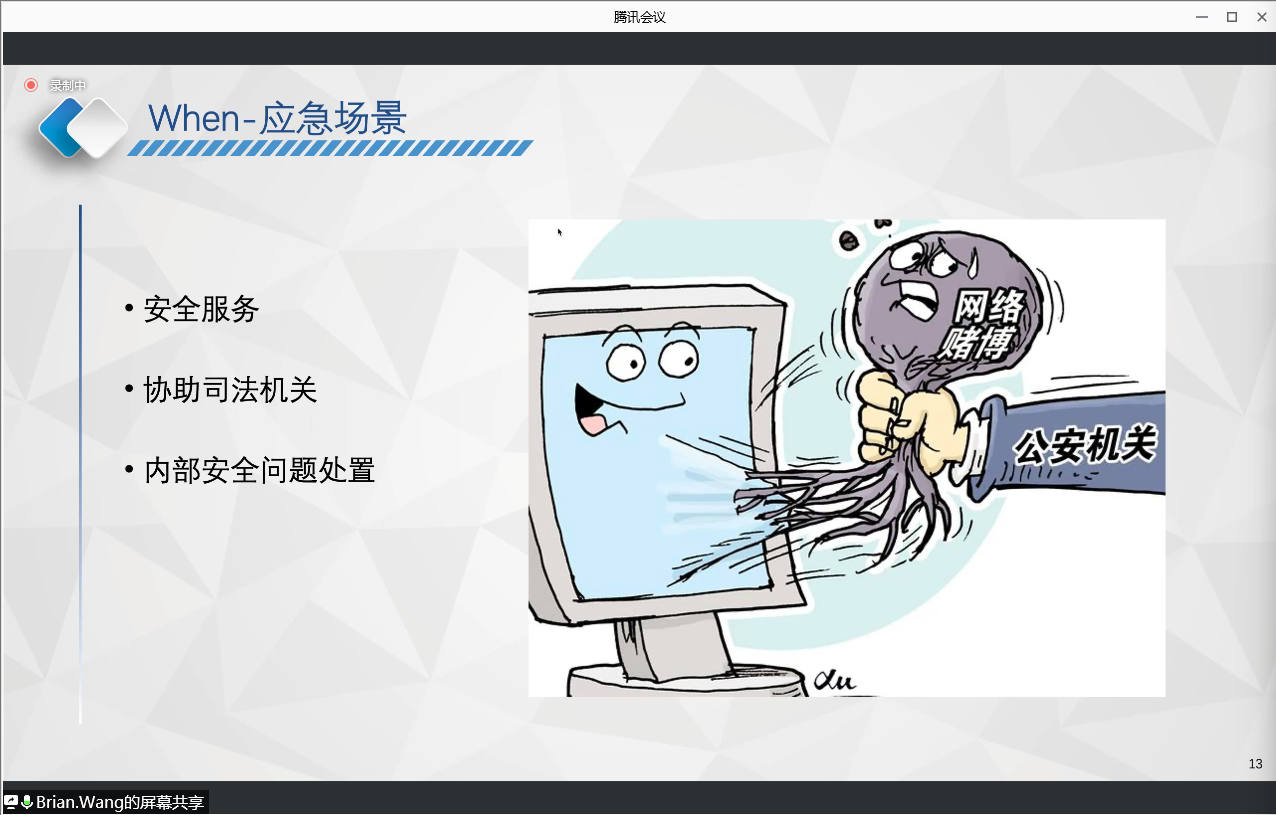 腾讯会议
录制中
When-应急场景
• 安全服务
• 协助司法机关
• 内部安全问题处置
网络
赌博
公安机关
13
Brian.Wang的屏幕共享